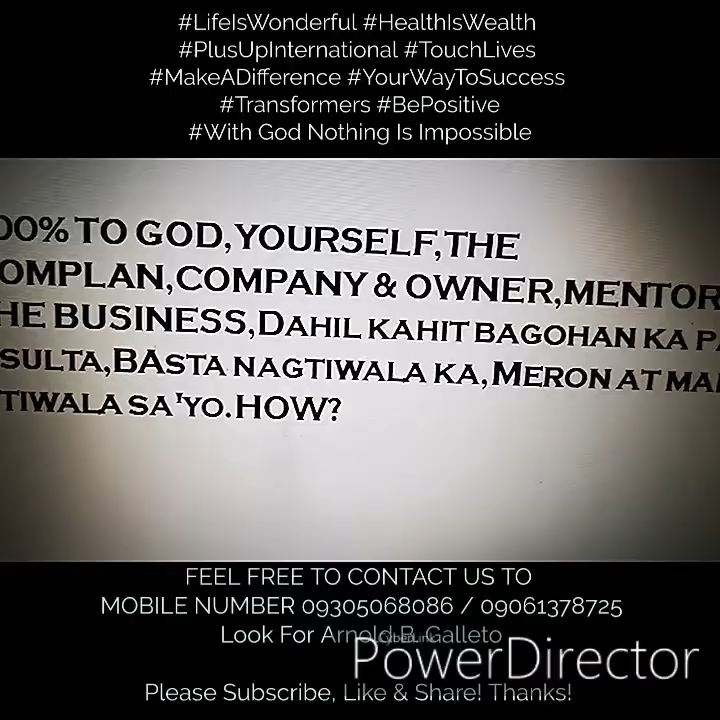 #LifeIsWonderful #HealthIsWealth
#PlusUpInternational #TouchLives
#MakeADifference #YourWayToSuccess
#Transformers #BePositive
#With God Nothing Is Impossible
00% TO GOD,YOURSELF,THE
OMPLAN,COMPANY & OWNER,MENTOR
HE BUSINESS,DAHIL KAHIT BAGOHAN KA PA
SULTA,BASTA NAGTIWALA KA,MERON AT MA
TIWALA SA'YO.HOW?
FEEL FREE TO CONTACT US TO
MOBILE NUMBER 09305068086 / 09061378725
Look For Arnold B. Galleto
CyberLink
PowerDirector
Please Subscribe, Like & Share! Thanks!